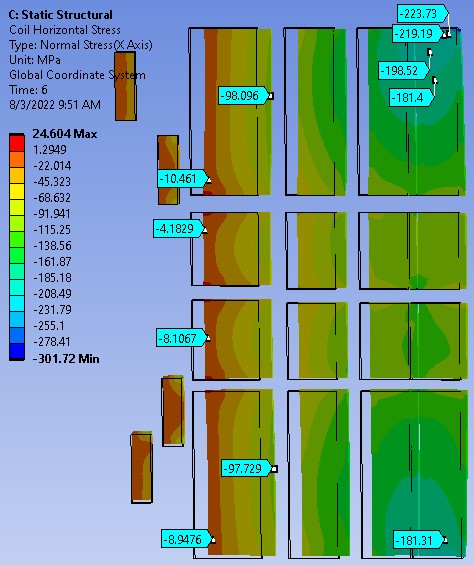 C: Static Structural
Coil Horizontal Stress
Type: Normal Stress(X Axis)
Unit: MPa
Global Coordinate System
Time: 6
8/3/2022 9:51 AM
24.604 Max
1.2949
-22.014
-45.323
-68.632
-91.941
-115.25
-138.56
-161.87
-185.18
-208.49
-231.79
-255.1
-278.41
-301.72 Min
-223.73
-219.19
-198.52
-181.4
-98.096
-10.461
-4.1829
-8.1067
-97.729
-8.9476
-181.31